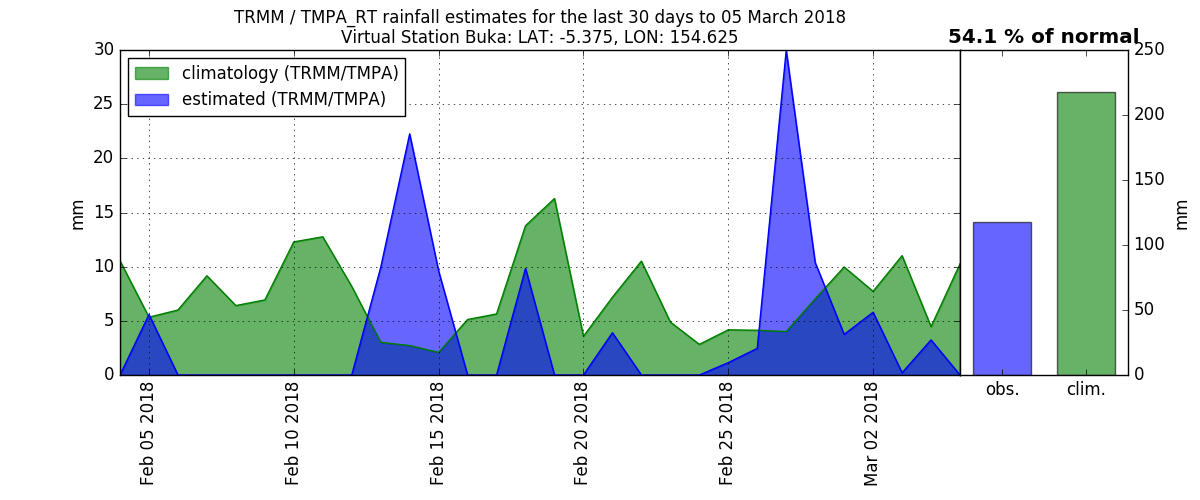 TRMM / TMPA_RT rainfall estimates for the last 30 days to 05 March 2018
Virtual Station Buka: LAT: -5.375, LON: 154.625
54.1 % of normal
climatology (TRMM/TMPA)
estimated (TRMM/TMPA)
mm
30
25
20
15
10
5
0
Feb 05 2018
Feb 10 2018
Feb 15 2018
Feb 20 2018
Feb 25 2018
Mar 02 2018
250
200
150
100
50
0
mm
obs.
clim.